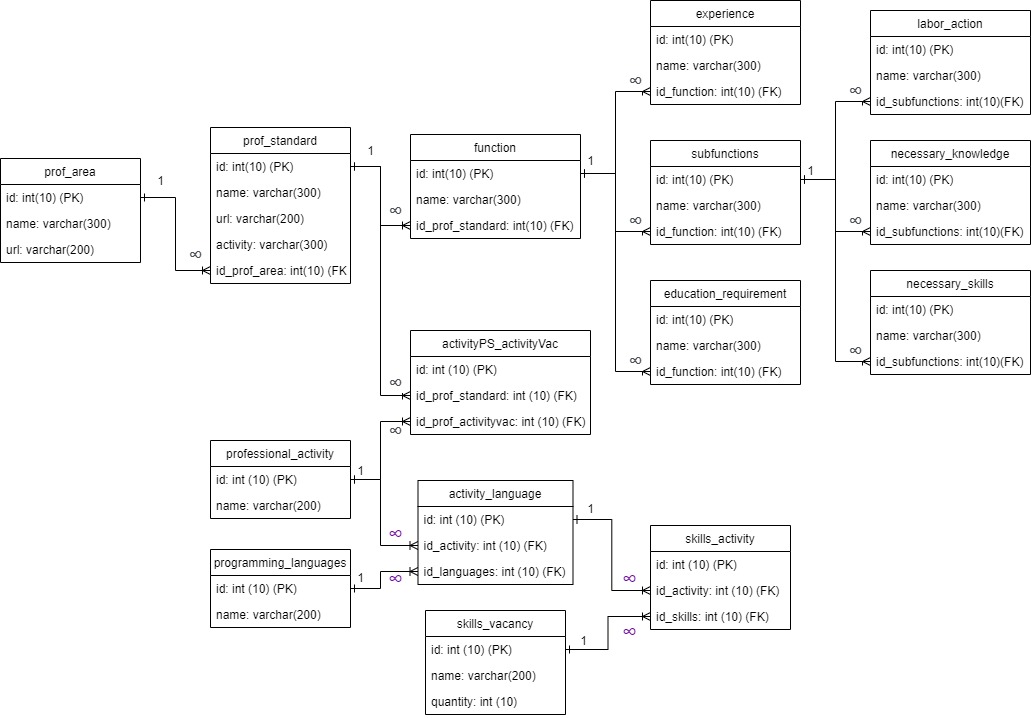 prof_area
id: int(10) (PK)
name: varchar(300)
url: varchar(200)
1
∞
prof_standard
id: int(10) (PK)
name: varchar(300)
url: varchar(200)
activity: varchar(300)
id_prof_area: int(10) (FK
1
∞
∞
function
id: int(10) (PK)
name: varchar(300)
id_prof_standard: int(10) (FK)
1
∞
∞
∞
experience
id: int(10) (PK)
name: varchar(300)
id_function: int(10) (FK)
subfunctions
id: int(10) (PK)
name: varchar(300)
id_function: int(10) (FK)
1
∞
∞
∞
education_requirement
id: int(10) (PK)
name: varchar(300)
id_function: int(10) (FK)
labor_action
id: int(10) (PK)
name: varchar(300)
id_subfunctions: int(10)(FK)
necessary_knowledge
id: int(10) (PK)
name: varchar(300)
id_subfunctions: int(10)(FK)
necessary_skills
id: int(10) (PK)
name: varchar(300)
id_subfunctions: int(10)(FK)
activityPS_activityVac
id: int (10) (PK)
id_prof_standard: int (10) (FK)
id_prof_activityvac: int (10) (FK)
∞
professional_activity
id: int (10) (PK)
name: varchar(200)
1
∞
programming_languages
id: int (10) (PK)
name: varchar(200)
1
∞
activity_language
id: int (10) (PK)
id_activity: int (10) (FK)
id_languages: int (10) (FK)
1
∞
skills_vacancy
id: int (10) (PK)
name: varchar(200)
quantity: int (10)
1
∞
skills_activity
id: int (10) (PK)
id_activity: int (10) (FK)
id_skills: int (10) (FK)